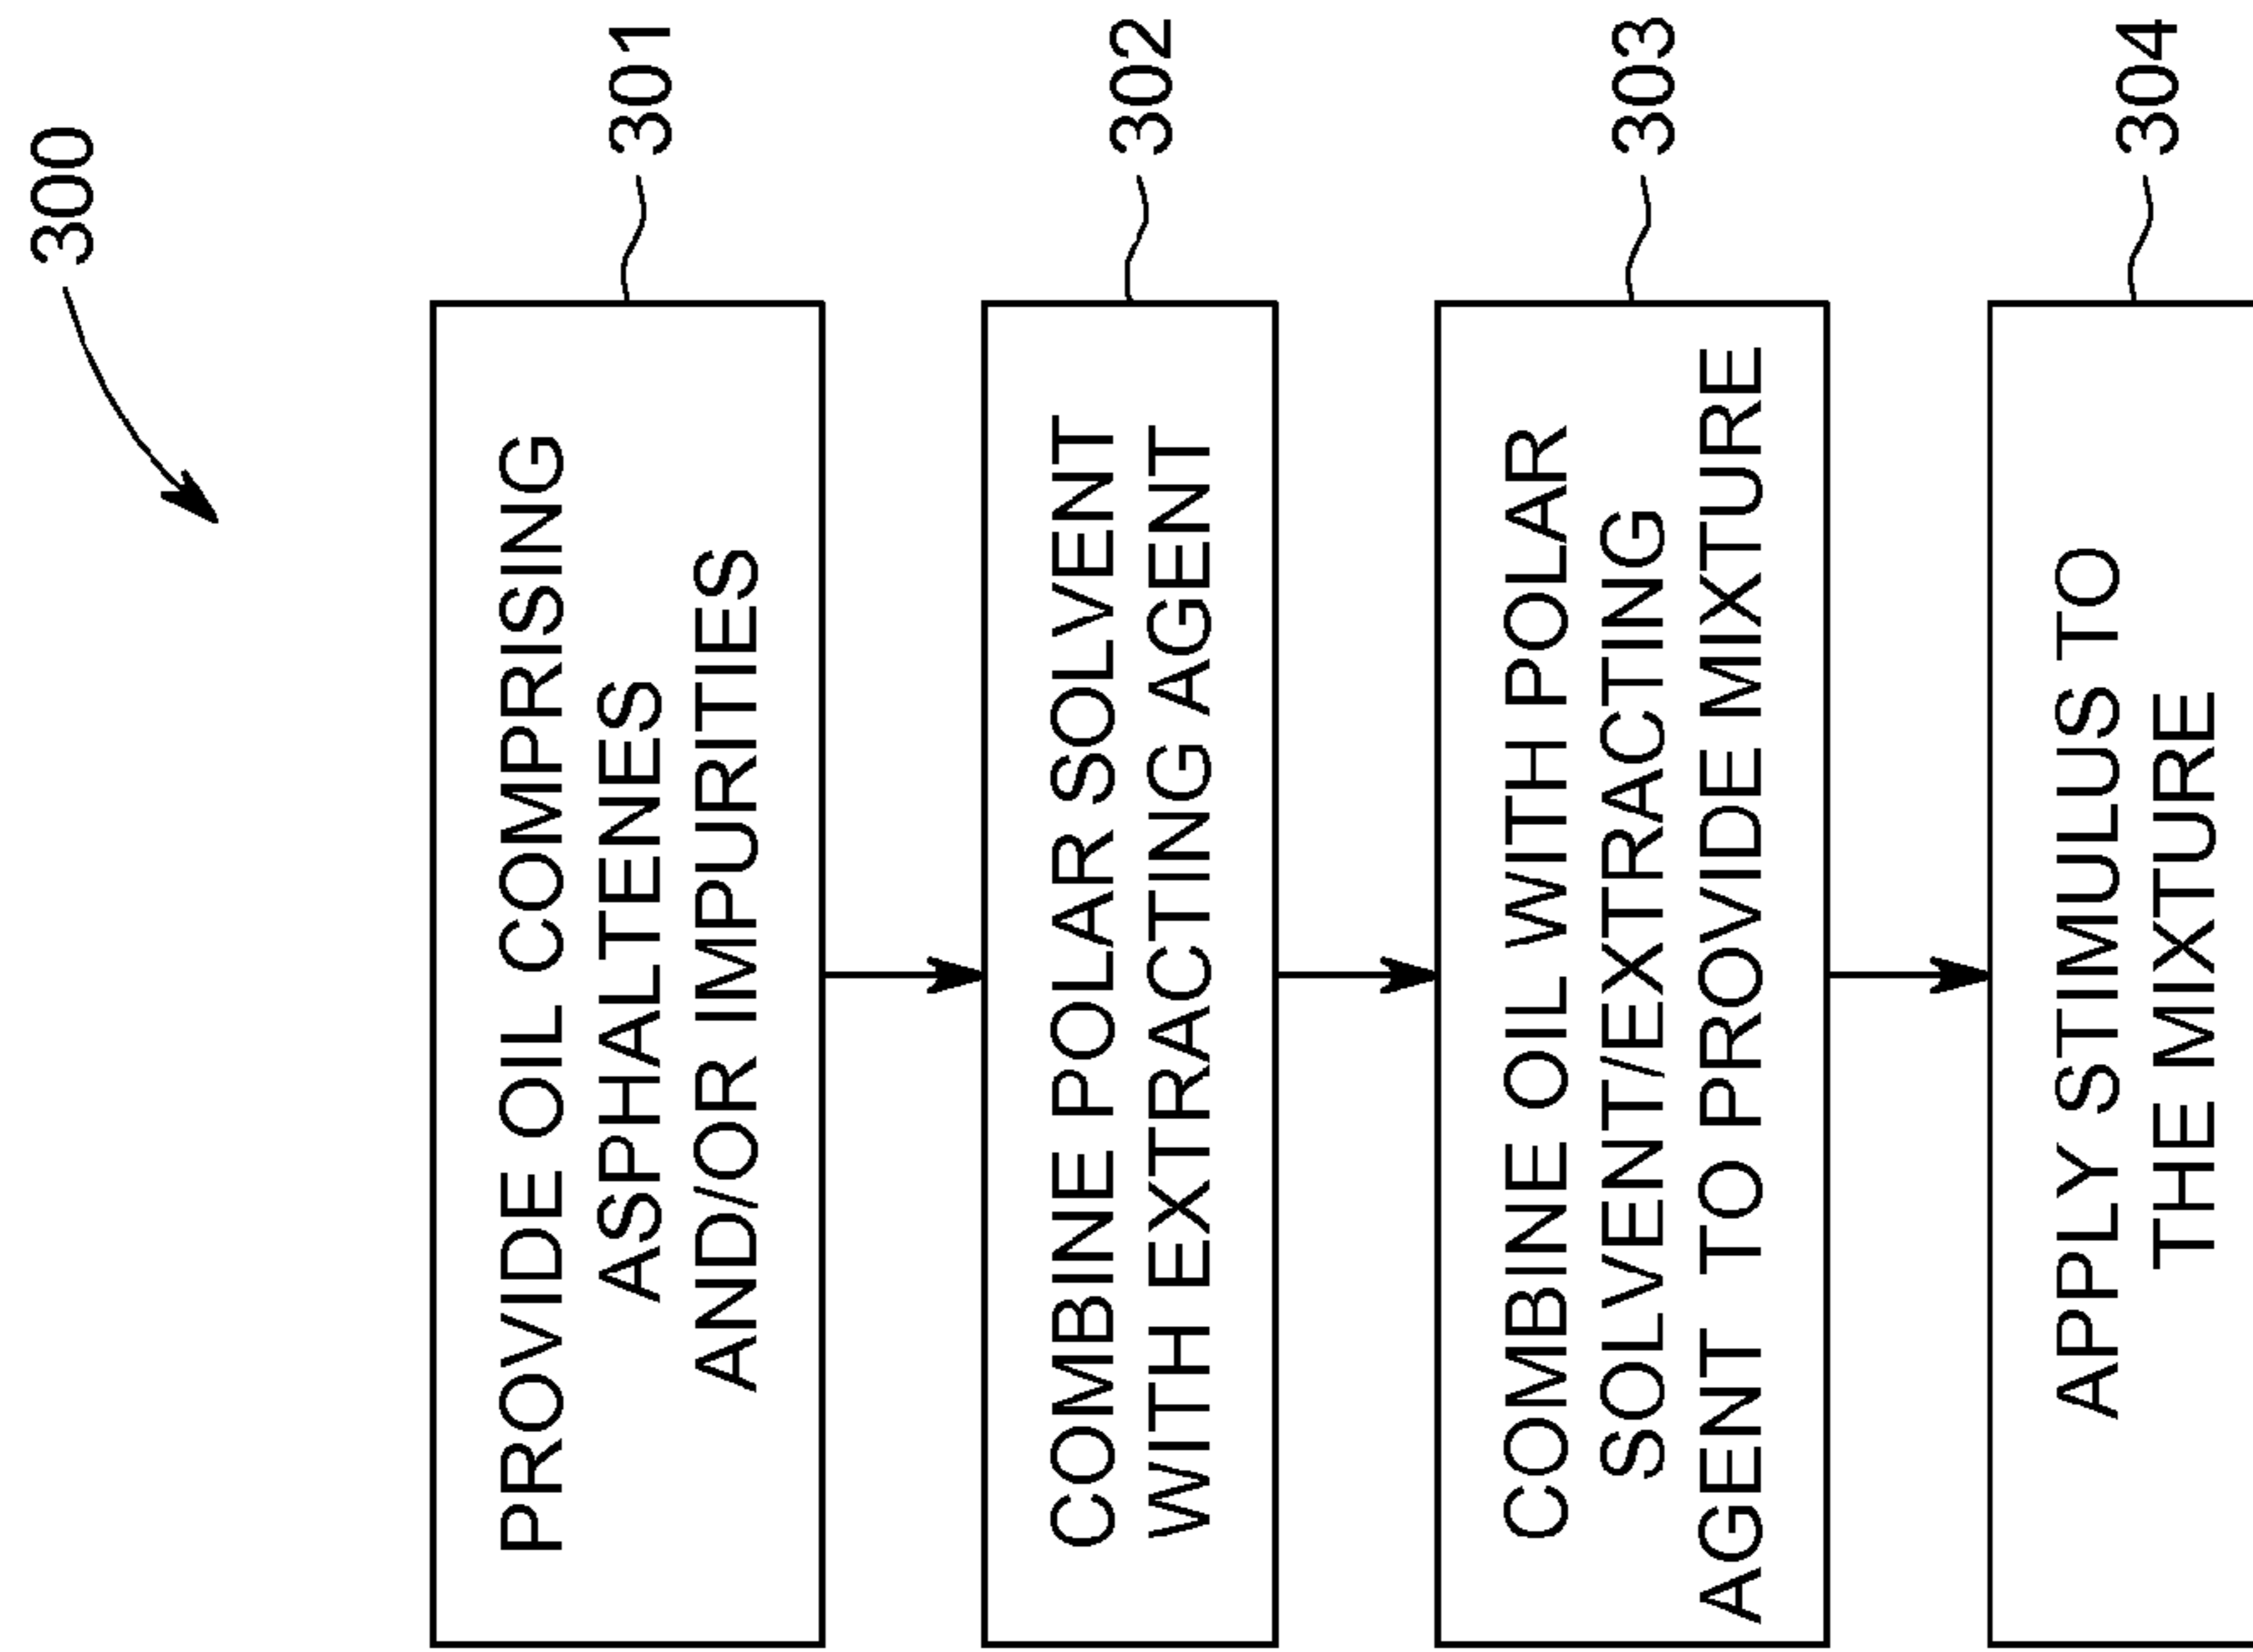 300
PROVIDE OIL COMPRISING
ASPHALTENES
AND/OR IMPURITIES
301
COMBINE POLAR SOLVENT
WITH EXTRACTING AGENT
302
COMBINE OIL WITH POLAR
SOLVENT/EXTRACTING
AGENT TO PROVIDE MIXTURE
303
APPLY STIMULUS TO
THE MIXTURE
304